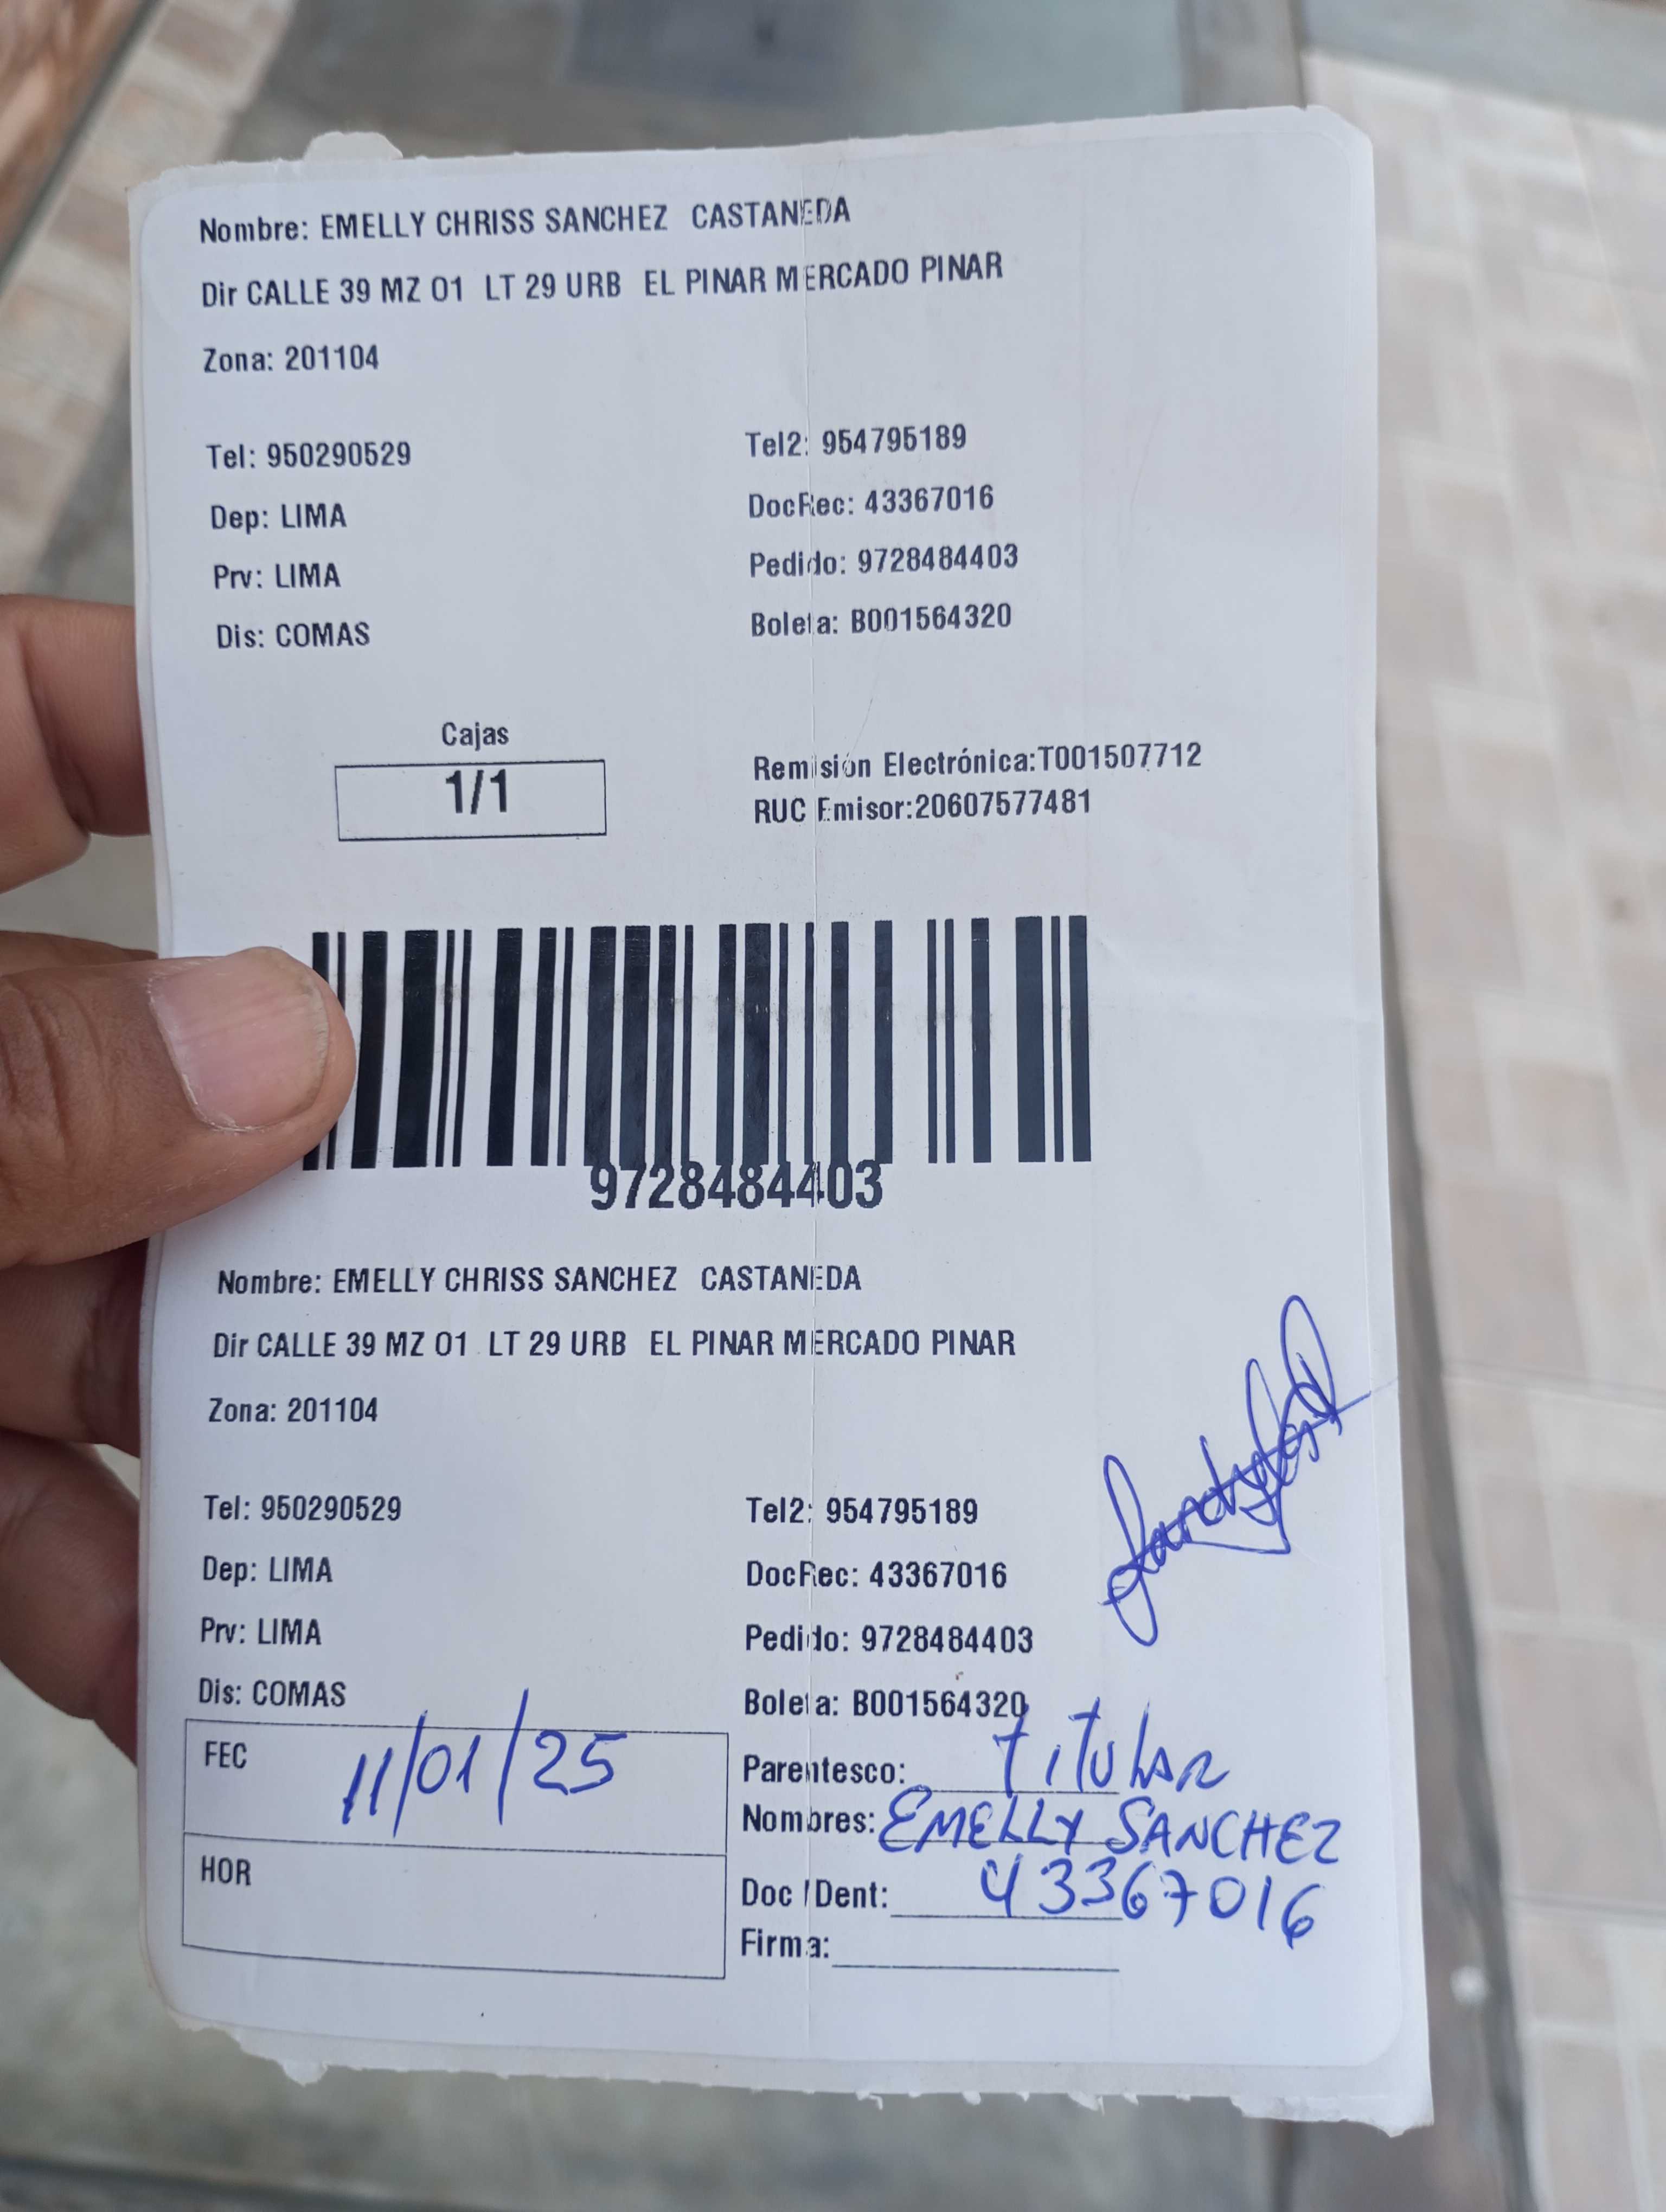 Nombre: EMELLY CHRISS SANCHEZ CASTANEDA
Dir CALLE 39 MZ O1 LT 29 URB EL PINAR MERCADO PINAR
Zona: 201104
Tel: 950290529 Tel2: 954795189
Dep: LIMA DocRec: 43367016
Prv: LIMA Pedido: 9728484403
Dis: COMAS Boleta: B001564320
Cajas
1/1
Remisión Electrónica:T001507712
RUC Emisor:20607577481
9728484403
Nombre: EMELLY CHRISS SANCHEZ CASTANEDA
Dir CALLE 39 MZ O1 LT 29 URB EL PINAR MERCADO PINAR
Zona: 201104
Tel: 950290529 Tel2: 954795189
Dep: LIMA DocRec: 43367016
Prv: LIMA Pedido: 9728484403
Dis: COMAS Boleta: B001564320
FEC 11/01/25
HOR
Parentesco: titular
Nombres: EMELLY SANCHEZ
Doc IDent: 43367016
Firma: